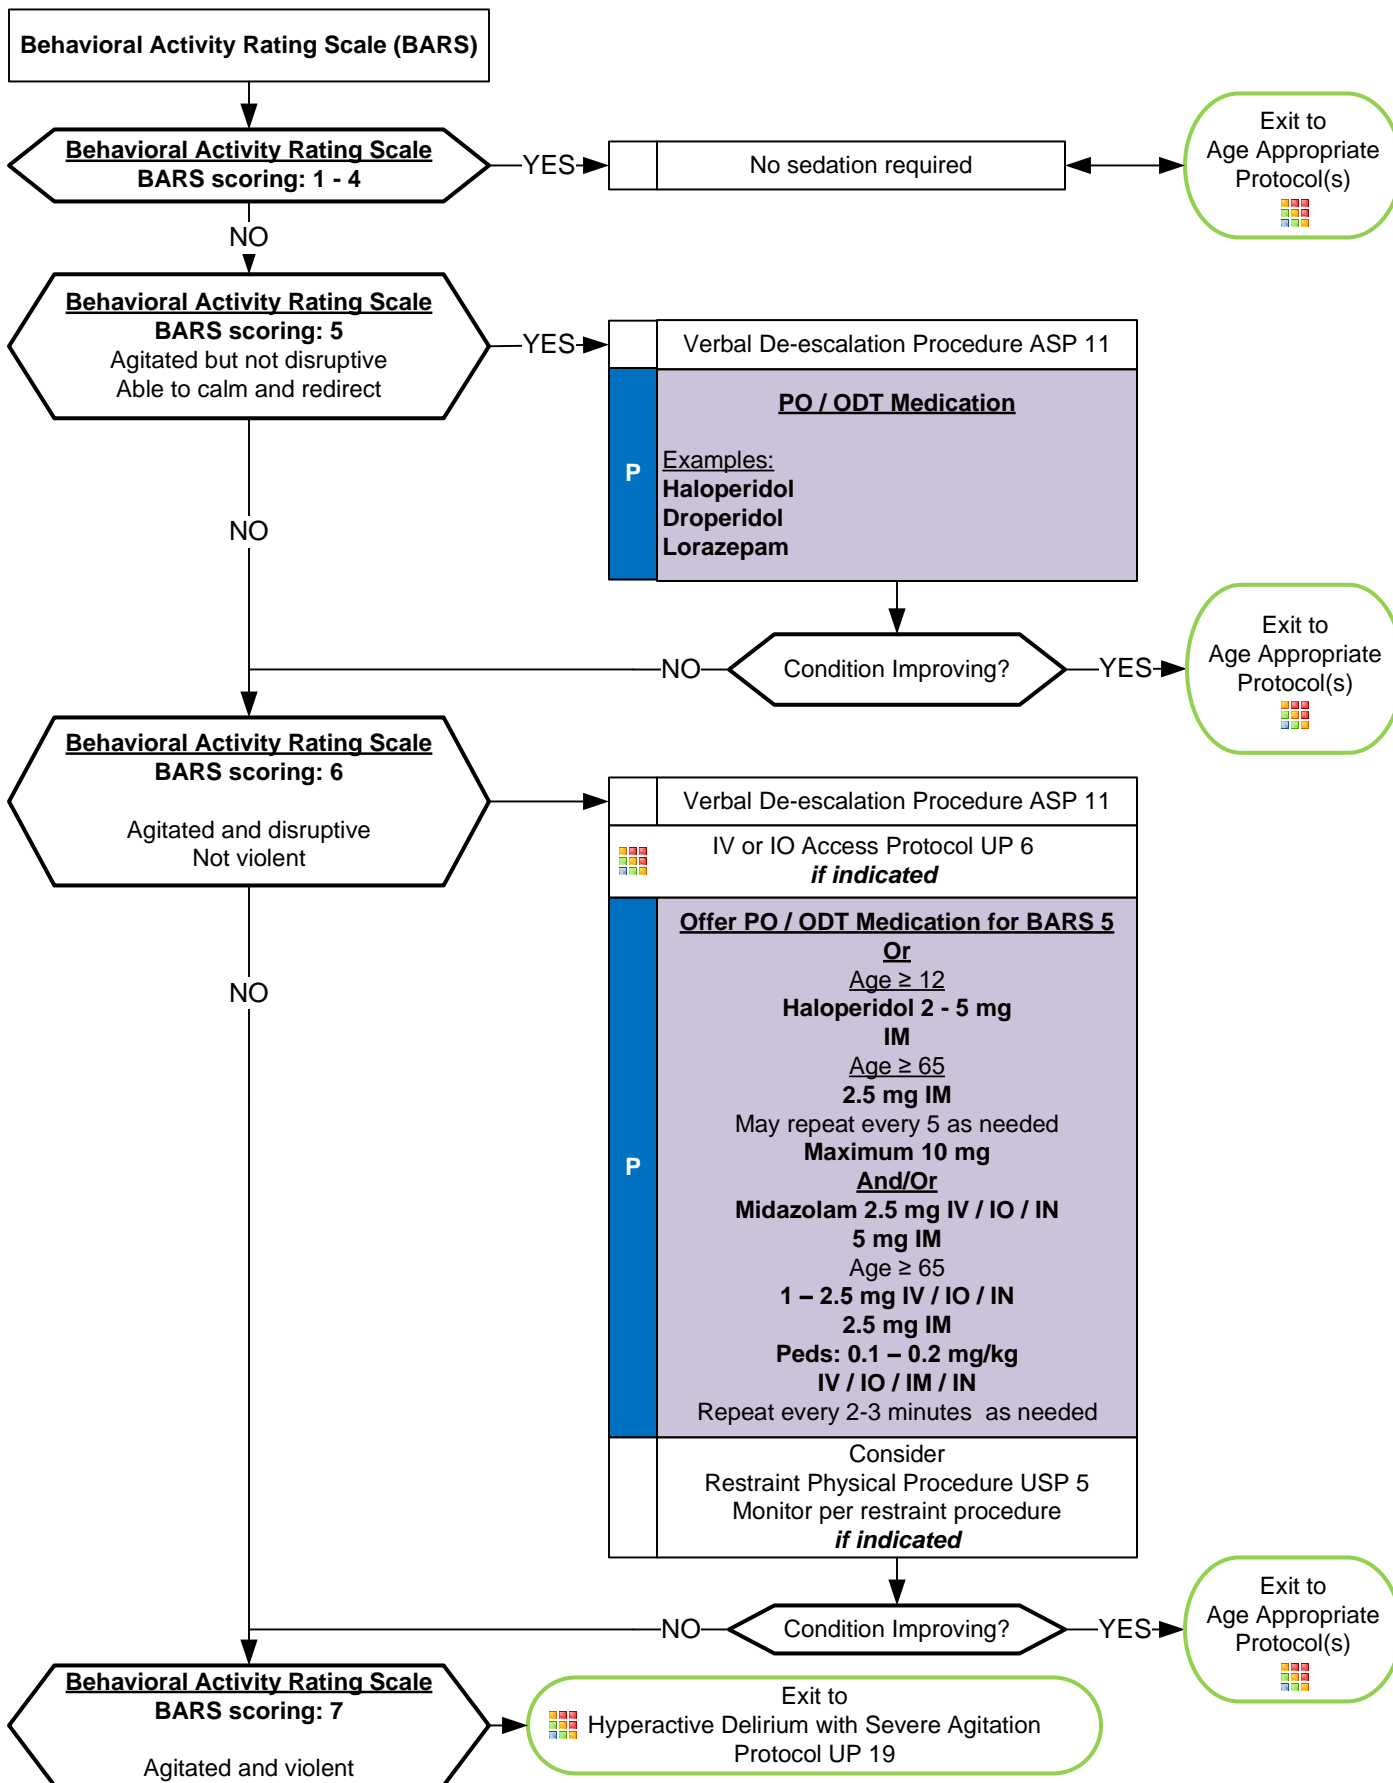 Behavioral Activity Rating Scale (BARS)
Behavioral Activity Rating Scale
BARS scoring: 1 - 4
YES
No sedation required
Exit to
Age Appropriate
Protocol(s)
NO
Behavioral Activity Rating Scale
BARS scoring: 5
Agitated but not disruptive
Able to calm and redirect
YES
Verbal De-escalation Procedure ASP 11
P
PO / ODT Medication
Examples:
Haloperidol
Droperidol
Lorazepam
NO
Condition Improving?
NO
YES
Exit to
Age Appropriate
Protocol(s)
Behavioral Activity Rating Scale
BARS scoring: 6
Agitated and disruptive
Not violent
Verbal De-escalation Procedure ASP 11
IV or IO Access Protocol UP 6
if indicated
P
Offer PO / ODT Medication for BARS 5
Or
Age ≥ 12
Haloperidol 2 - 5 mg
IM
Age ≥ 65
2.5 mg IM
May repeat every 5 as needed
Maximum 10 mg
And/Or
Midazolam 2.5 mg IV / IO / IN
5 mg IM
Age ≥ 65
1 – 2.5 mg IV / IO / IN
2.5 mg IM
Peds: 0.1 – 0.2 mg/kg
IV / IO / IM / IN
Repeat every 2-3 minutes  as needed
Consider
Restraint Physical Procedure USP 5
Monitor per restraint procedure
if indicated
NO
Condition Improving?
NO
YES
Exit to
Age Appropriate
Protocol(s)
Behavioral Activity Rating Scale
BARS scoring: 7
Agitated and violent
Exit to
Hyperactive Delirium with Severe Agitation
Protocol UP 19